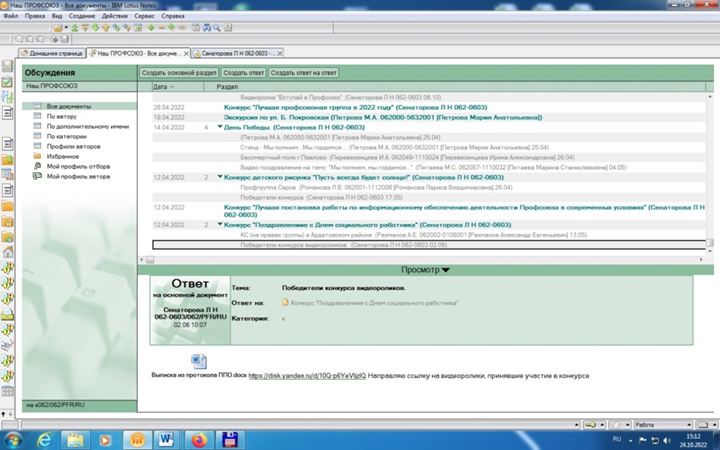 Наш ПРОФСОЮЗ - Все документы - IBM Lotus Notes
Файл Правка Вид Создание Действия Сервис Справка
Домашняя страница Наш ПРОФСОЮЗ - Все докуме... Сенаторова Л Н 062-0603 - ...
Обсуждения
Наш ПРОФСОЮЗ
Все документы
По автору
По дополнительному имени
По категории
Профили авторов
Избранное
Мой профиль отбора
Мой профиль автора
на s062/062/PFR/RU
Создать основной раздел Создать ответ Создать ответ на ответ
Дата Раздел
Видеоролик "Вступай в Профсоюз" (Сенаторова Л Н 062-0603 06.10)
28.04.2022 Конкурс "Лучшая профсоюзная группа в 2022 году" (Сенаторова Л Н 062-0603)
19.04.2022 Экскурсия по ул. Б. Покровская (Петрова М.А. 062000-5632001 [Петрова Мария Анатольевна])
14.04.2022 4 День Победы. (Сенаторова Л Н 062-0603)
(Петрова М.А. 062000-5632001 [Петрова Мария Анатольевна] 25.04)
Стенд - Мы помним...Мы гордимся... (Петрова М.А. 062000-5632001 [Петрова Мария Анатольевна] 25.04)
Бессмертный полк г.Павлово (Перевезенцева И.А. 062049-1110024 [Перевезенцева Ирина Александровна] 26.04)
Видео поздравление на тему: "Мы помним, мы гордимся.." (Питаева М.С. 062057-1110032 [Питаева Марина Станиславовна] 04.05)
12.04.2022 2 Конкурс детского рисунка "Пусть всегда будет солнце!" (Сенаторова Л Н 062-0603)
Профгруппа Саров (Романова Л.В. 062001-1112008 [Романова Лариса Владимировна] 26.04)
Победители конкурса (Сенаторова Л Н 062-0603 17.05)
12.04.2022 Конкурс "Лучшая постановка работы по информационному обеспечению деятельности Профсоюза в современных условиях" (Сенаторова Л Н 062-0603)
12.04.2022 2 Конкурс "Поздравление с Днем социального работника" (Сенаторова Л Н 062-0603)
КС (на правах группы) в Ардатовском районе (Рахманов А.Е. 062002-0108001 [Рахманов Александр Евгеньевич] 13.05)
Победители конкурса видеороликов. (Сенаторова Л Н 062-0603 02.06)
Просмотр
Ответ
на основной документ
Сенаторова Л Н
062-0603/062/PFR/RU
02.06 10:07
Тема: Победители конкурса видеороликов.
Ответ на: Конкурс "Поздравление с Днем социального работника"
Категория:
Выписка из протокола ППО.docx https://disk.yandex.ru/d/10Q-p6YeVljzIQ Направляю ссылку на видеоролики, принявшие участие в конкурсе
Работа
RU 15:12
24.10.2022